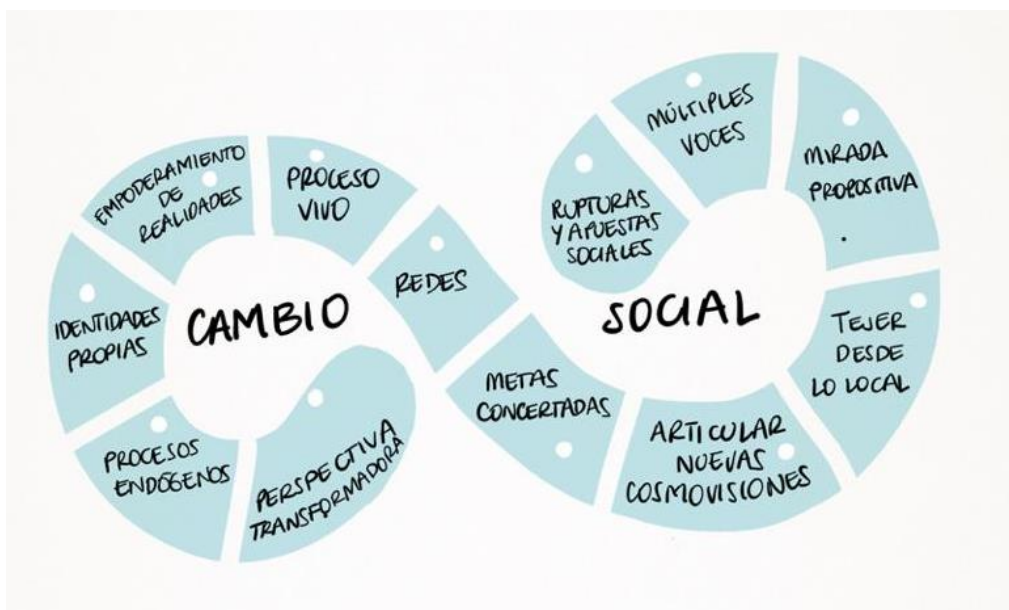 EMPODERAMIENTO
DE
REALIDADES
PROCESO
VIVO
IDENTIDADES
PROPIAS
CAMBIO
REDES
PROCESOS
ENDÓGENOS
PERSPECTIVA
TRANSFORMADORA
METAS
CONCERTADAS
ARTICULAR
NUEVAS
COSMOVISIONES
TEJER
DESDE
LO LOCAL
SOCIAL
MIRADA
PROPOSITIVA
MÚLTIPLES
VOCES
RUPTURAS
Y APUESTAS
SOCIALES